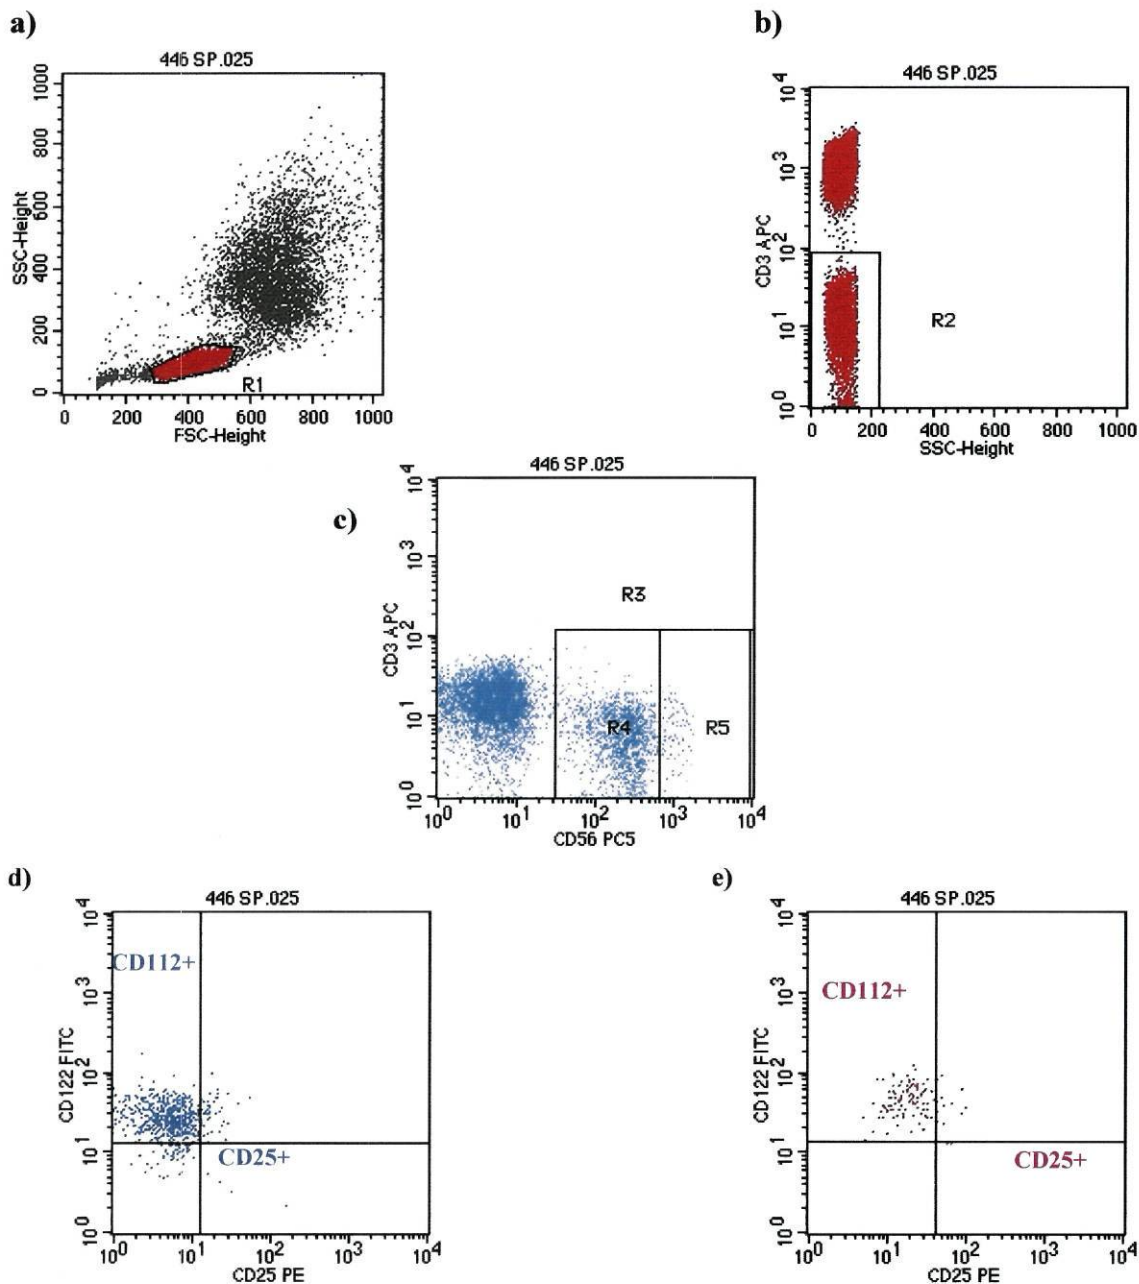 a)
446 SP.025
1000
800
600
400
200
0
SSC-Height
R1
0 200 400 600 800 1000
FSC-Height
b)
446 SP.025
10^4
10^3
10^2
10^1
10^0
CD3 APC
R2
0 200 400 600 800 1000
SSC-Height
c)
446 SP.025
10^4
10^3
10^2
10^1
10^0
CD3 APC
R3
R4 R5
10^0 10^1 10^2 10^3 10^4
CD56 PC5
d)
446 SP.025
10^4
10^3
10^2
10^1
10^0
CD122 FITC
CD112+
CD25+
10^0 10^1 10^2 10^3 10^4
CD25 PE
e)
446 SP.025
10^4
10^3
10^2
10^1
10^0
CD122 FITC
CD112+
CD25+
10^0 10^1 10^2 10^3 10^4
CD25 PE